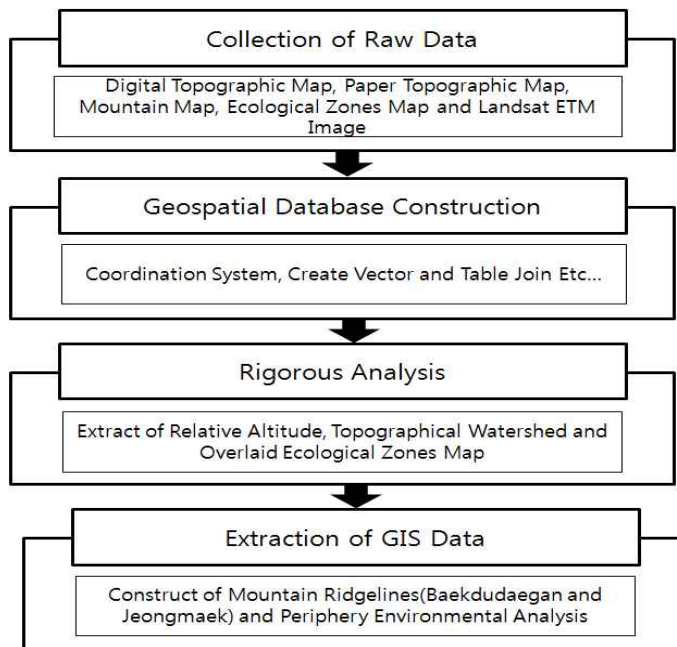 Collection of Raw Data
Digital Topographic Map, Paper Topographic Map,
Mountain Map, Ecological Zones Map and Landsat ETM
Image
Geospatial Database Construction
Coordination System, Create Vector and Table Join Etc...
Rigorous Analysis
Extract of Relative Altitude, Topographical Watershed and
Overlaid Ecological Zones Map
Extraction of GIS Data
Construct of Mountain Ridgelines(Baekdudaegan and
Jeongmaek) and Periphery Environmental Analysis